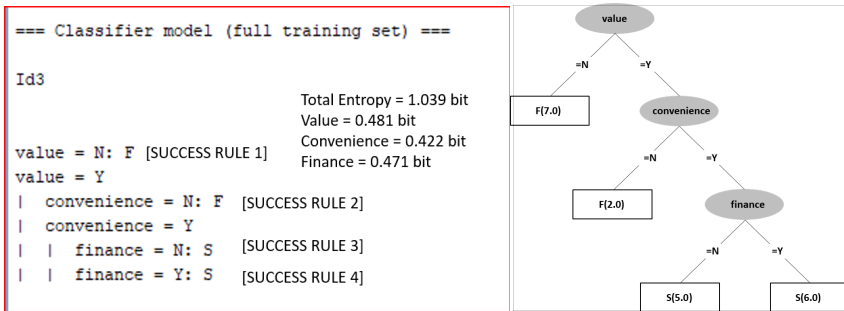 === Classifier model (full training set) ===
Id3
Total Entropy = 1.039 bit
Value = 0.481 bit
Convenience = 0.422 bit
Finance = 0.471 bit
value = N: F [SUCCESS RULE 1]
value = Y
| convenience = N: F [SUCCESS RULE 2]
| convenience = Y
| | finance = N: S [SUCCESS RULE 3]
| | finance = Y: S [SUCCESS RULE 4]
value
=N =Y
F(7.0) convenience
=N =Y
F(2.0) finance
=N =Y
S(5.0) S(6.0)